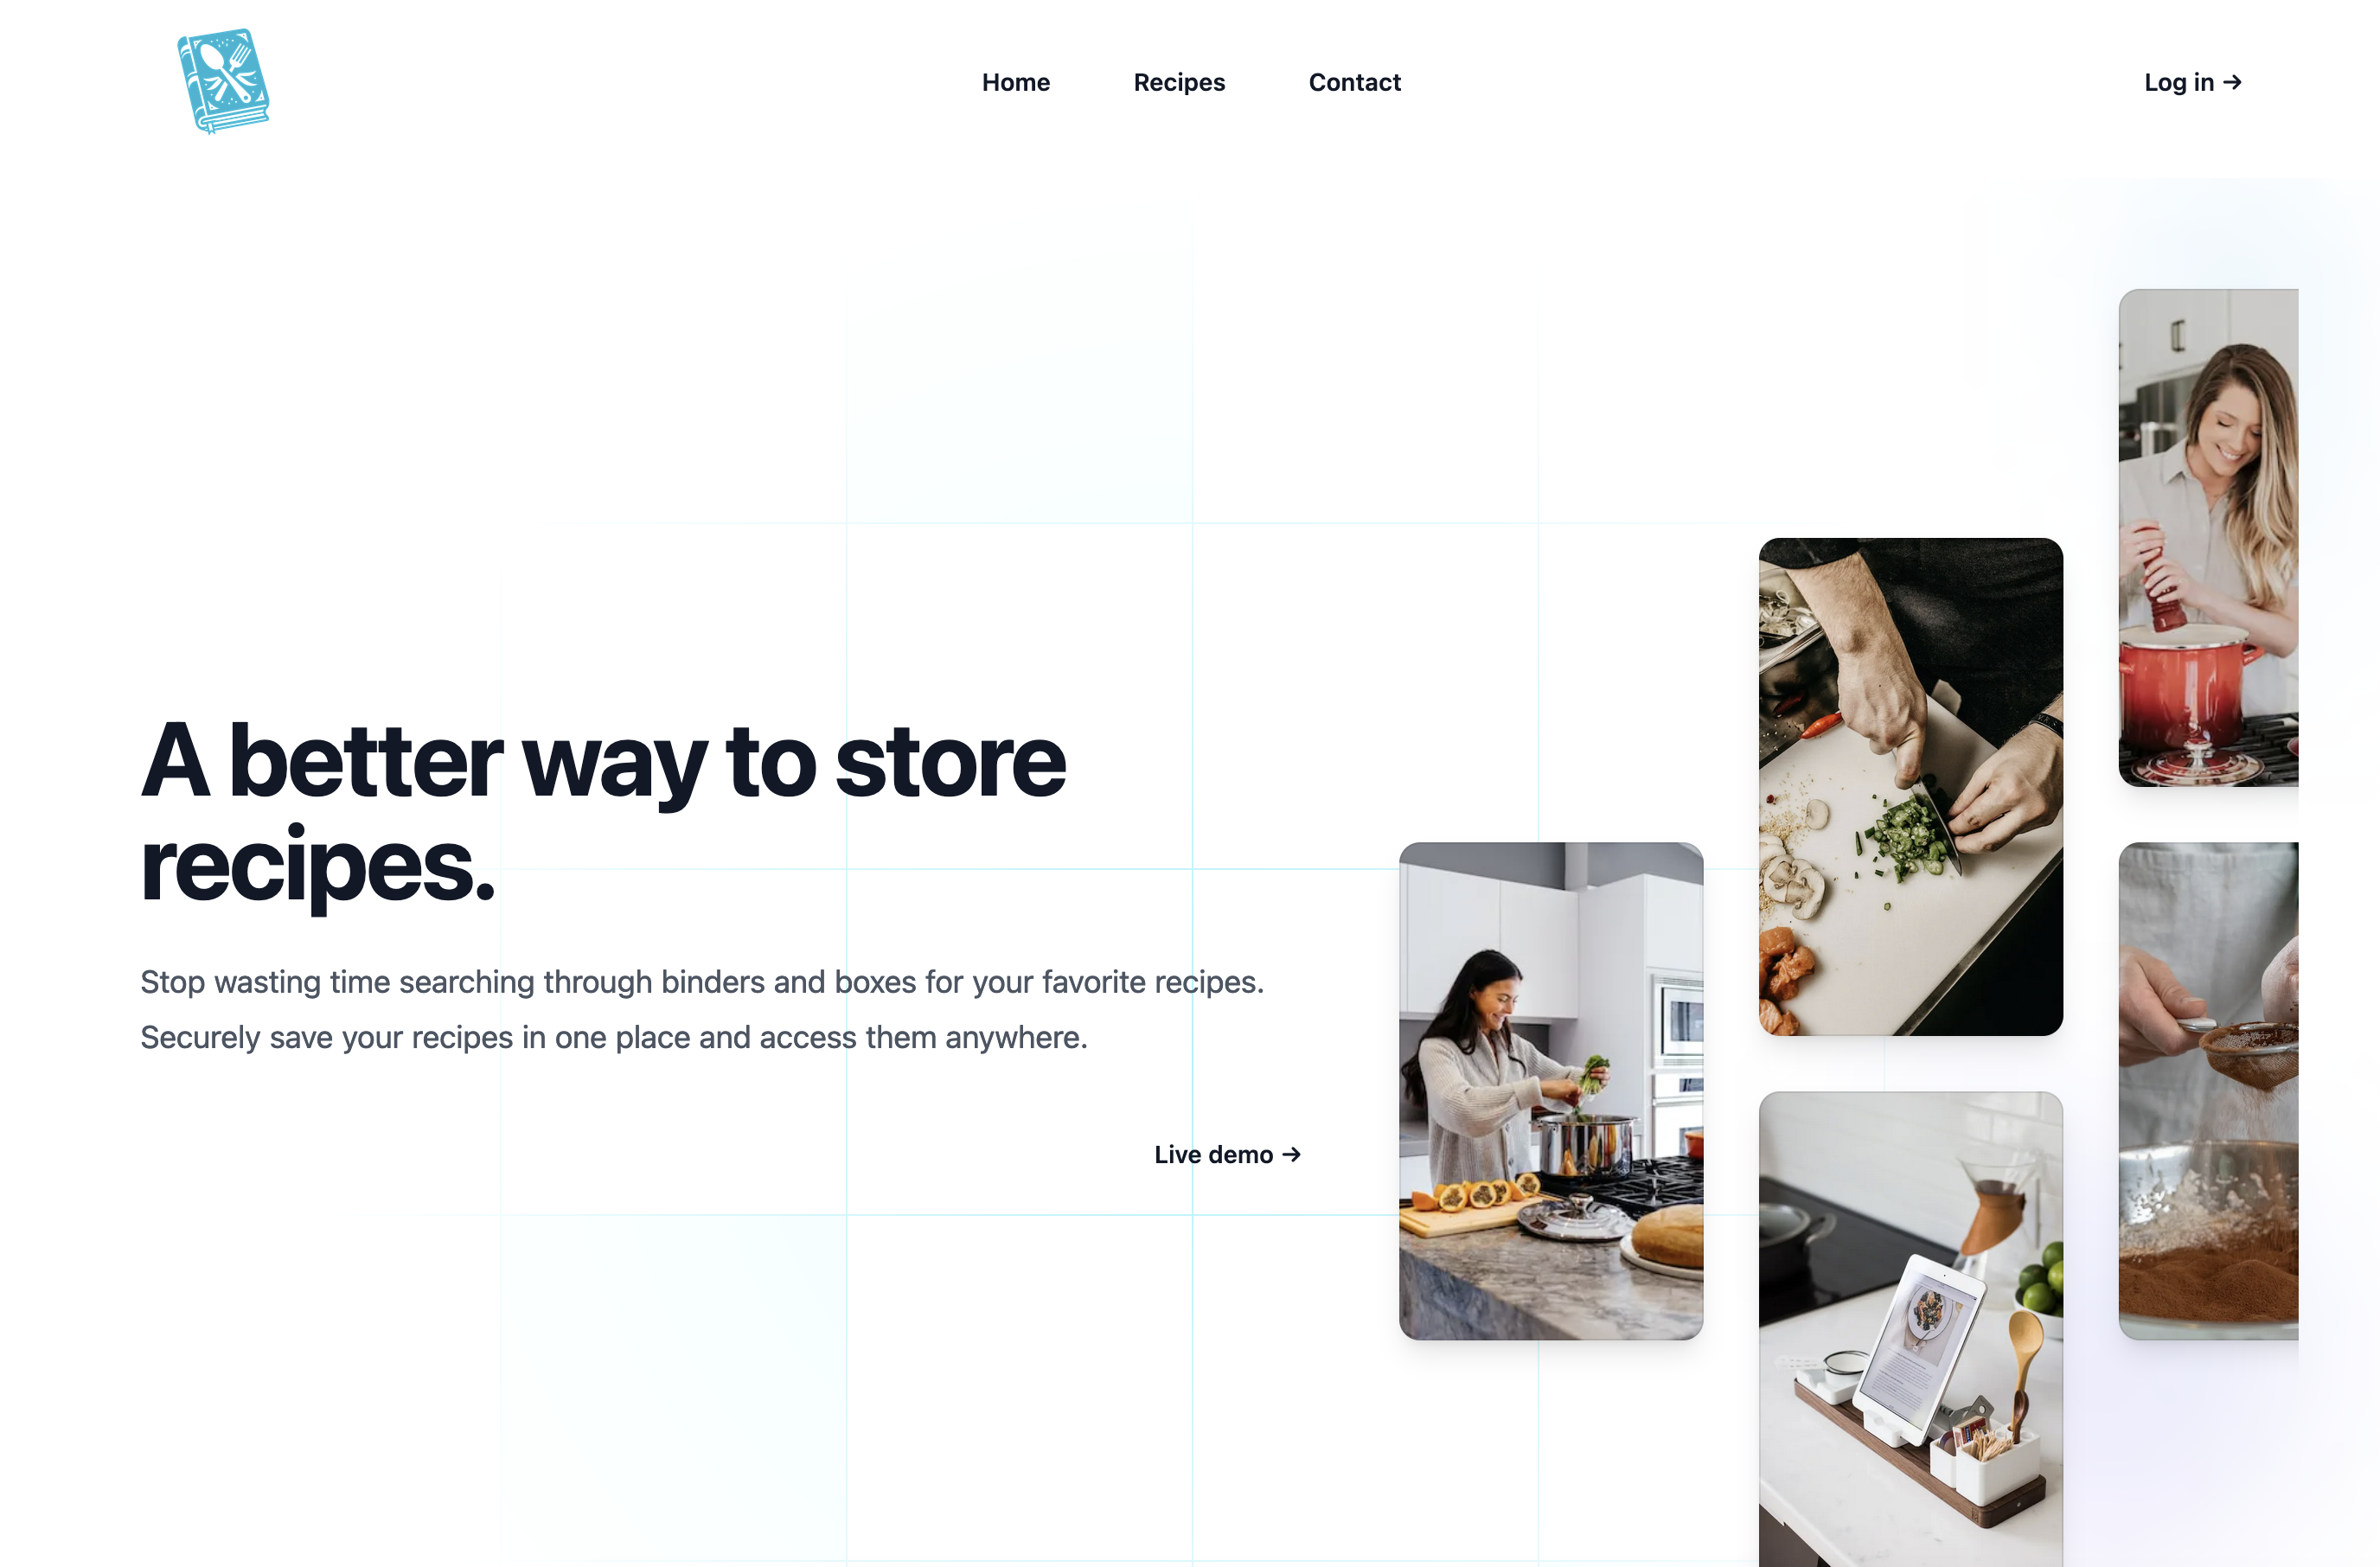 Home
Recipes
Contact
Log in →
A better way to store
recipes.
Stop wasting time searching through binders and boxes for your favorite recipes.
Securely save your recipes in one place and access them anywhere.
Live demo →